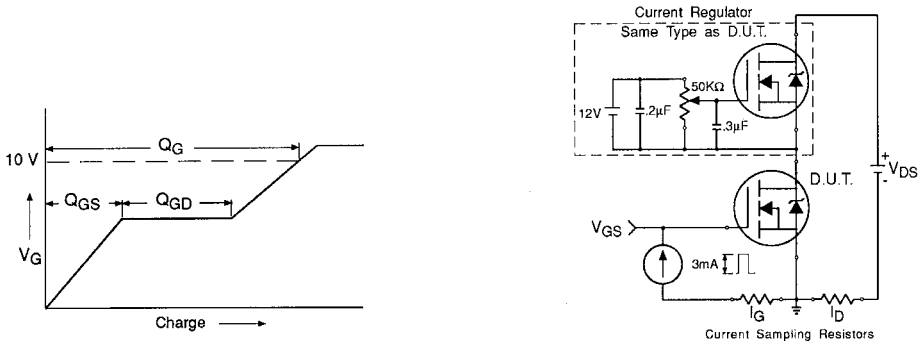 QG
10 V
QGS
QGD
VG
Charge
Current Regulator
Same Type as D.U.T.
12V
.2μF
50KΩ
.3μF
D.U.T.
+
VDS
-
VGS
3mA
IG
ID
Current Sampling Resistors